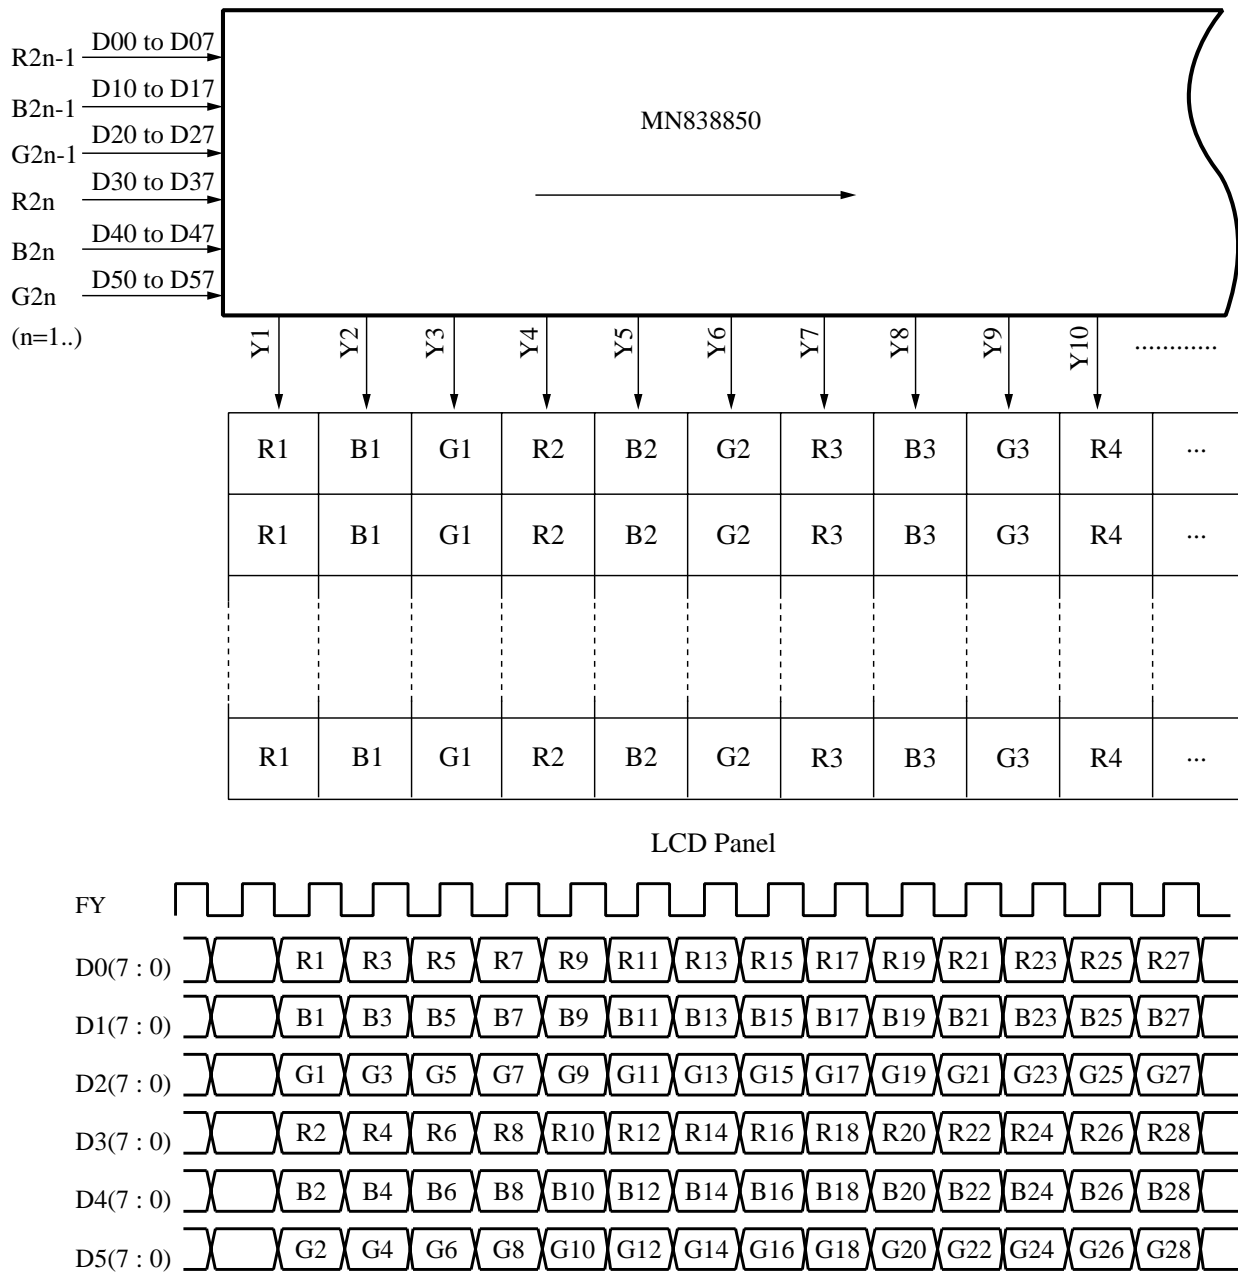 R2n-1 D00 to D07
B2n-1 D10 to D17
G2n-1 D20 to D27
R2n D30 to D37
B2n D40 to D47
G2n D50 to D57
(n=1..)
MN838850
Y1 Y2 Y3 Y4 Y5 Y6 Y7 Y8 Y9 Y10 ............
R1 B1 G1 R2 B2 G2 R3 B3 G3 R4 ...
R1 B1 G1 R2 B2 G2 R3 B3 G3 R4 ...
R1 B1 G1 R2 B2 G2 R3 B3 G3 R4 ...
LCD Panel
FY
D0(7 : 0) R1 R3 R5 R7 R9 R11 R13 R15 R17 R19 R21 R23 R25 R27
D1(7 : 0) B1 B3 B5 B7 B9 B11 B13 B15 B17 B19 B21 B23 B25 B27
D2(7 : 0) G1 G3 G5 G7 G9 G11 G13 G15 G17 G19 G21 G23 G25 G27
D3(7 : 0) R2 R4 R6 R8 R10 R12 R14 R16 R18 R20 R22 R24 R26 R28
D4(7 : 0) B2 B4 B6 B8 B10 B12 B14 B16 B18 B20 B22 B24 B26 B28
D5(7 : 0) G2 G4 G6 G8 G10 G12 G14 G16 G18 G20 G22 G24 G26 G28